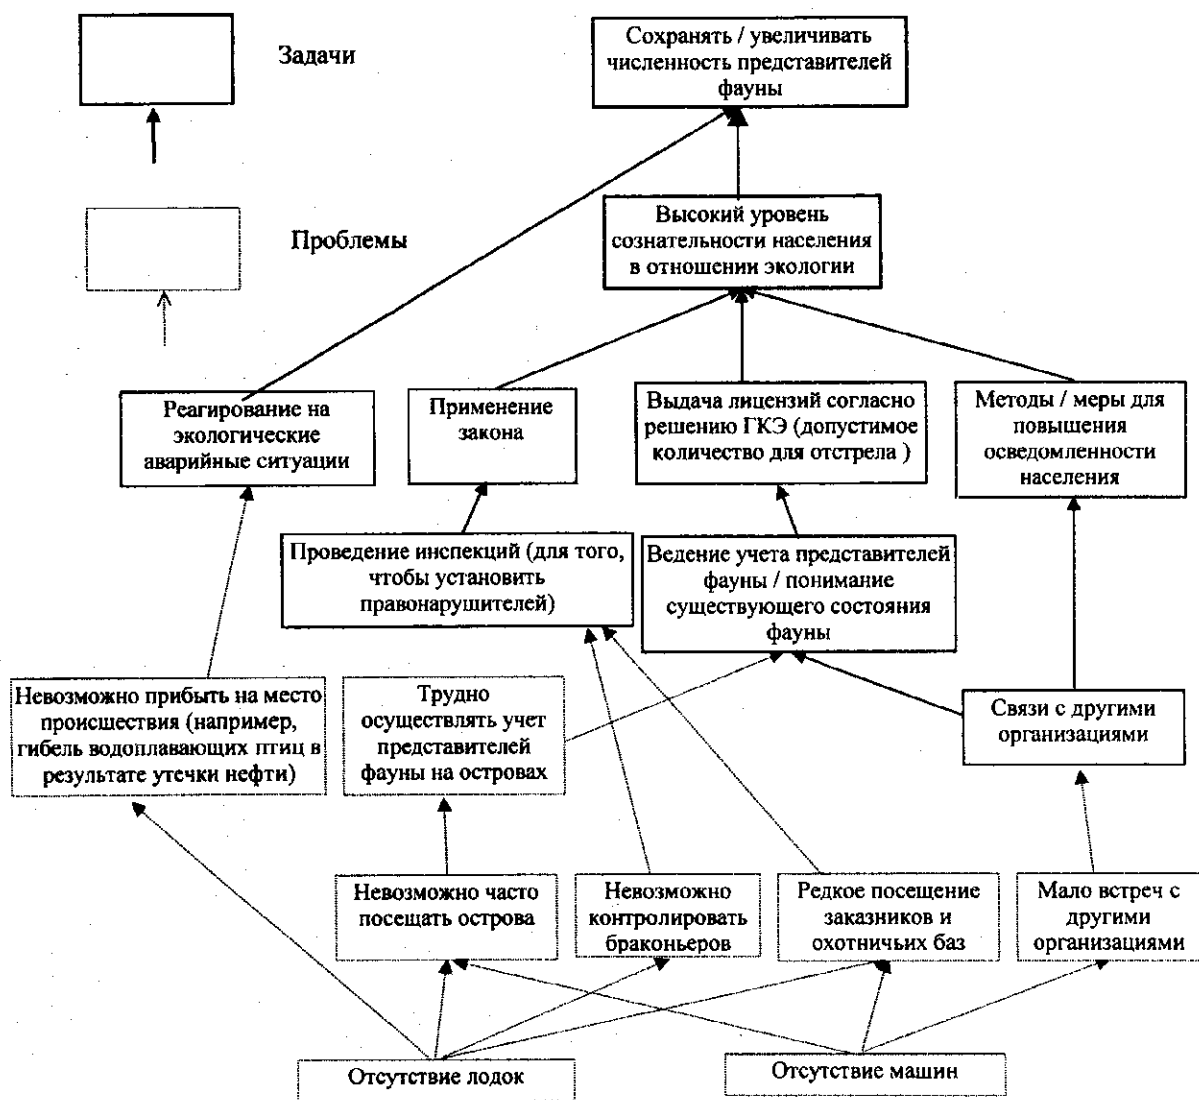 Задачи
Проблемы
Сохранять / увеличивать
численность представителей
фауны
Высокий уровень
сознательности населения
в отношении экологии
Реагирование на
экологические
аварийные ситуации
Применение
закона
Выдача лицензий согласно
решению ГКЭ (допустимое
количество для отстрела )
Методы / меры для
повышения
осведомленности
населения
Проведение инспекций (для того,
чтобы установить
правонарушителей)
Ведение учета представителей
фауны / понимание
существующего состояния
фауны
Невозможно прибыть на место
происшествия (например,
гибель водоплавающих птиц в
результате утечки нефти)
Трудно
осуществлять учет
представителей
фауны на островах
Связи с другими
организациями
Невозможно часто
посещать острова
Невозможно
контролировать
браконьеров
Редкое посещение
заказников и
охотничьих баз
Мало встреч с
другими
организациями
Отсутствие лодок
Отсутствие машин